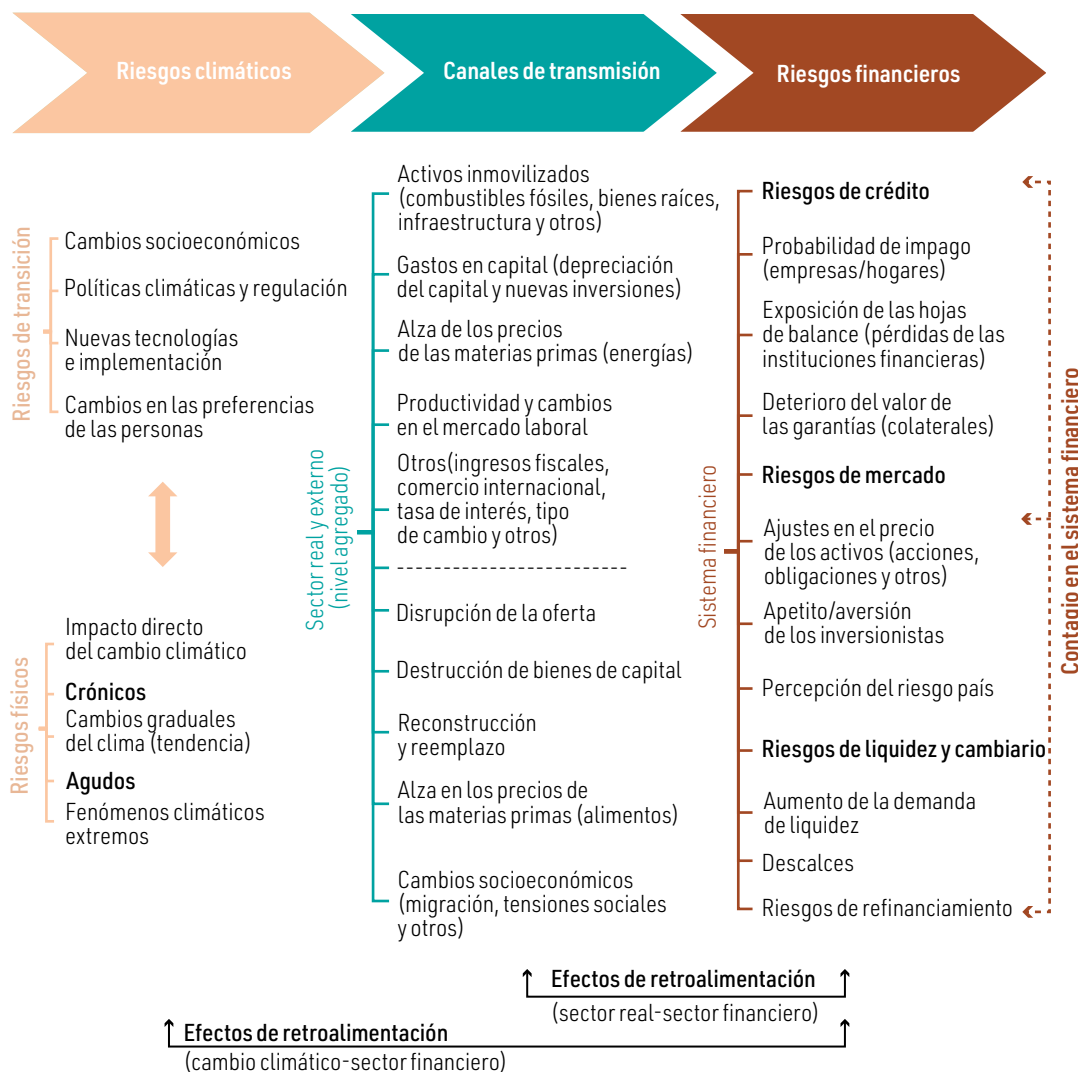 Riesgos climáticos
Canales de transmisión
Riesgos financieros
Riesgos de transición
Cambios socioeconómicos
Políticas climáticas y regulación
Nuevas tecnologías
e implementación
Cambios en las preferencias
de las personas
Riesgos físicos
Impacto directo
del cambio climático
Crónicos
Cambios graduales
del clima (tendencia)
Agudos
Fenómenos climáticos
extremos
Sector real y externo
(nivel agregado)
Activos inmovilizados
(combustibles fósiles, bienes raíces,
infraestructura y otros)
Gastos en capital (depreciación
del capital y nuevas inversiones)
Alza de los precios
de las materias primas (energías)
Productividad y cambios
en el mercado laboral
Otros(ingresos fiscales,
comercio internacional,
tasa de interés, tipo
de cambio y otros)
--------------------------
Disrupción de la oferta
Destrucción de bienes de capital
Reconstrucción
y reemplazo
Alza en los precios de
las materias primas (alimentos)
Cambios socioeconómicos
(migración, tensiones sociales
y otros)
Sistema financiero
Riesgos de crédito
Probabilidad de impago
(empresas/hogares)
Exposición de las hojas
de balance (pérdidas de las
instituciones financieras)
Deterioro del valor de
las garantías (colaterales)
Riesgos de mercado
Ajustes en el precio
de los activos (acciones,
obligaciones y otros)
Apetito/aversión
de los inversionistas
Percepción del riesgo país
Riesgos de liquidez y cambiario
Aumento de la demanda
de liquidez
Descalces
Riesgos de refinanciamiento
Contagio en el sistema financiero
Efectos de retroalimentación
(sector real-sector financiero)
Efectos de retroalimentación
(cambio climático-sector financiero)